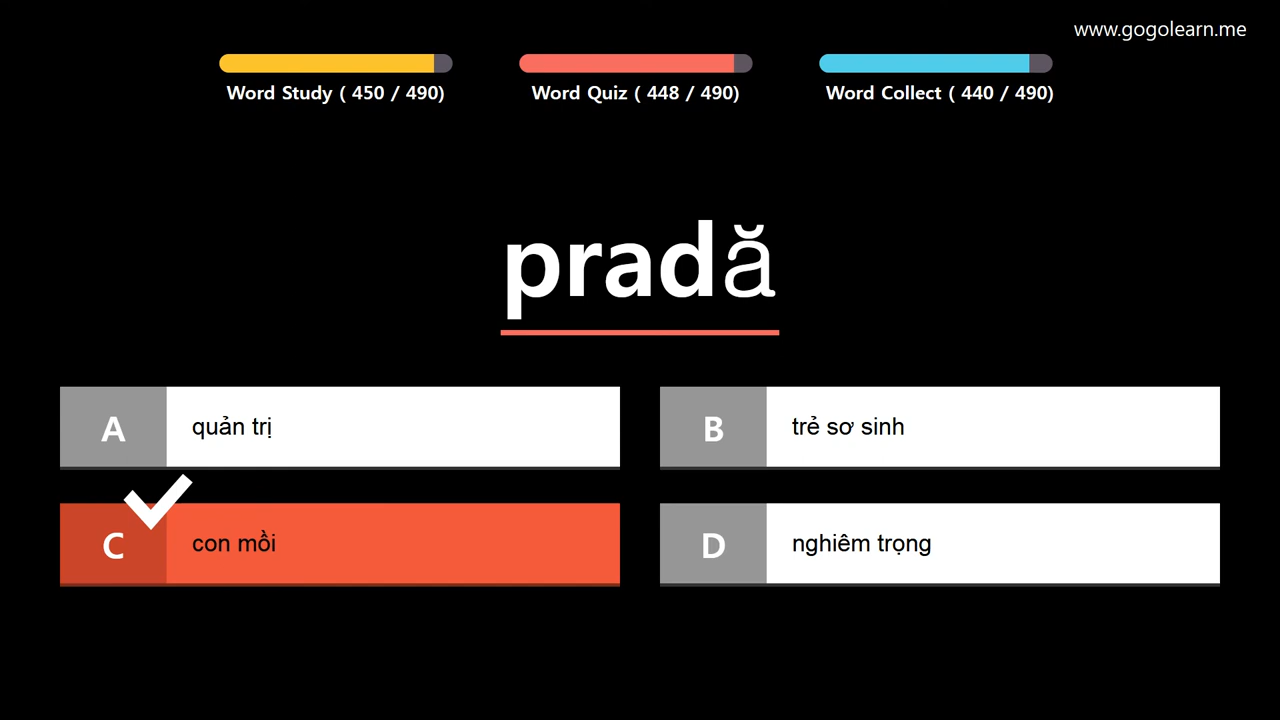 www.gogolearn.me
Word Study ( 450 / 490)
Word Quiz ( 448 / 490)
Word Collect ( 440 / 490)
pradă
A quản trị
B trẻ sơ sinh
C con mồi
D nghiêm trọng